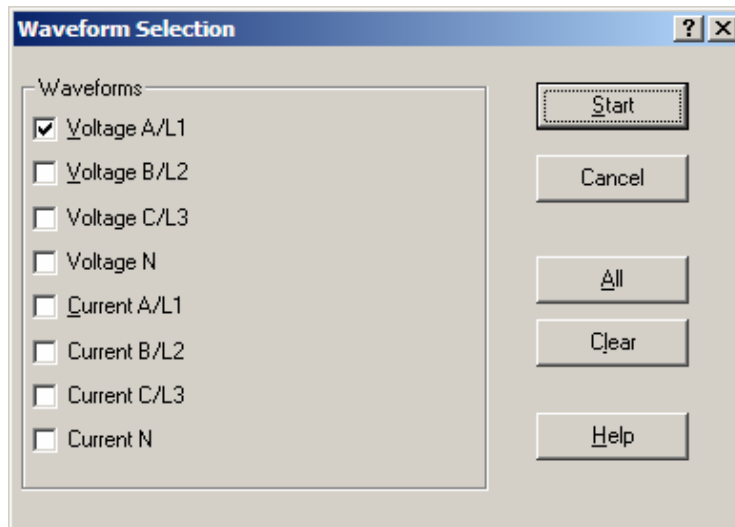 Waveform Selection
Waveforms
Voltage A/L1
Voltage B/L2
Voltage C/L3
Voltage N
Current A/L1
Current B/L2
Current C/L3
Current N
Start
Cancel
All
Clear
Help